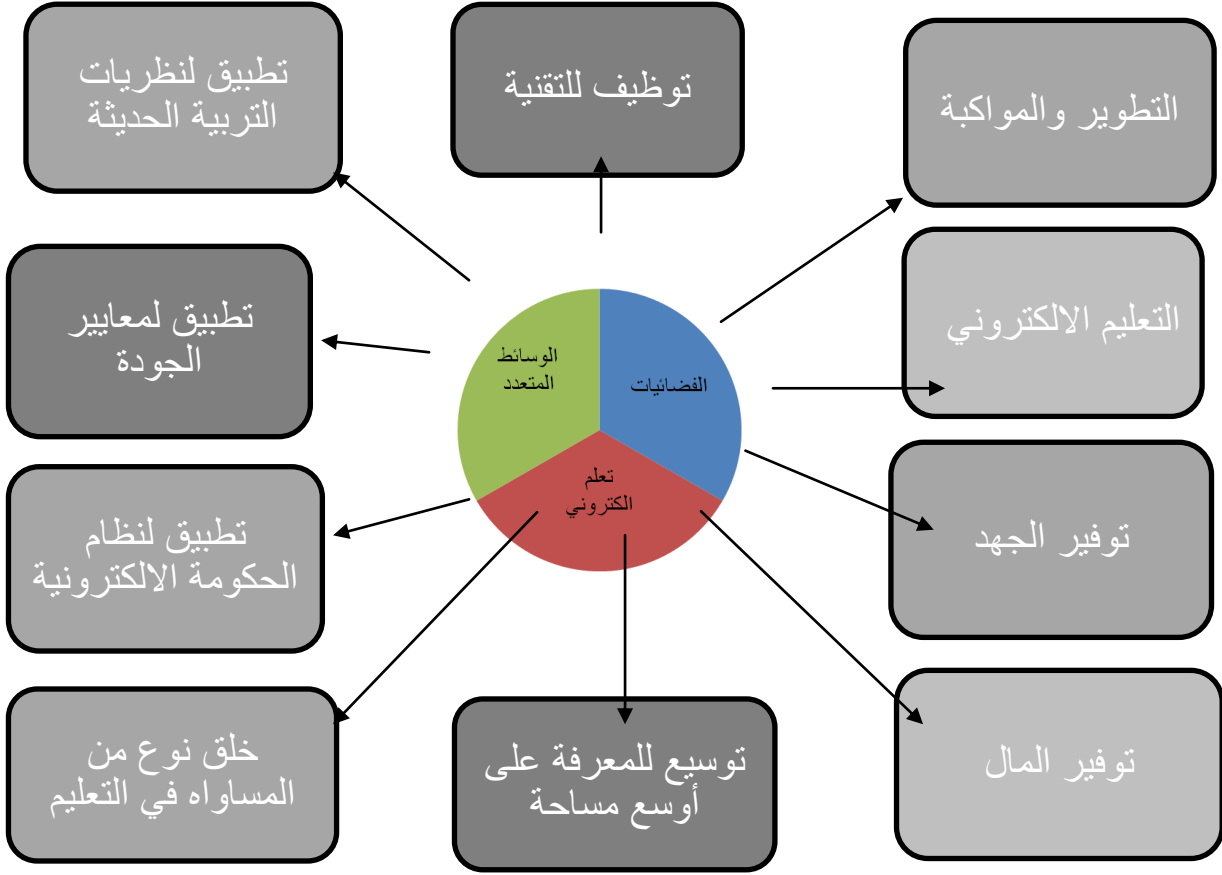 التطوير والمواكبة
توظيف للتقنية
تطبيق لنظريات
التربية الحديثة
التعليم الالكتروني
تطبيق لمعايير
الجودة
الفضائيات
الوسائط
المتعدد
تعلم
الكتروني
توفير الجهد
تطبيق لنظام
الحكومة الالكترونية
توفير المال
توسيع للمعرفة على
أوسع مساحة
خلق نوع من
المساواه في التعليم